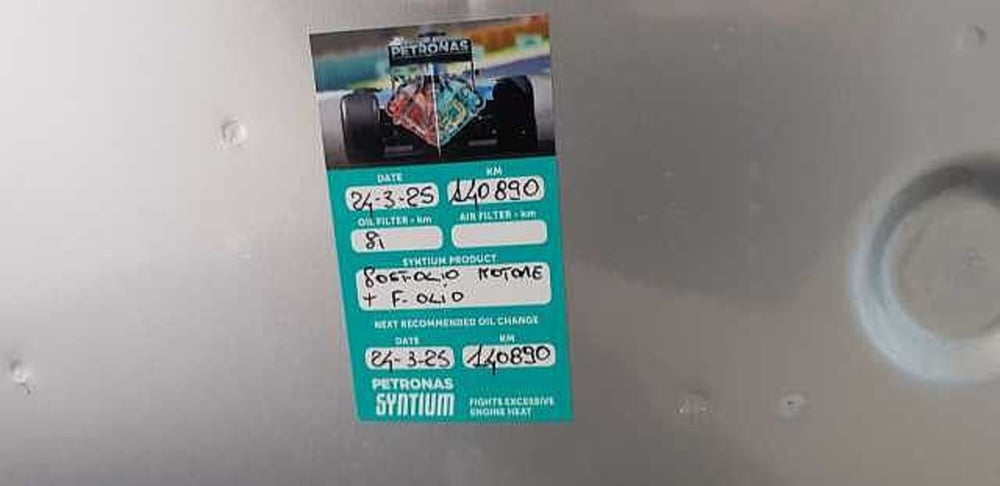 PETRONAS
DATE KM
24-3-25 140890
OIL FILTER - km AIR FILTER - km
SI
SYNTIUM PRODUCT
SOST. OLIO MOTORE
+ F. OLIO
NEXT RECOMMENDED OIL CHANGE
DATE KM
24-3-25 140890
PETRONAS
SYNTIUM
FIGHTS EXCESSIVE
ENGINE HEAT